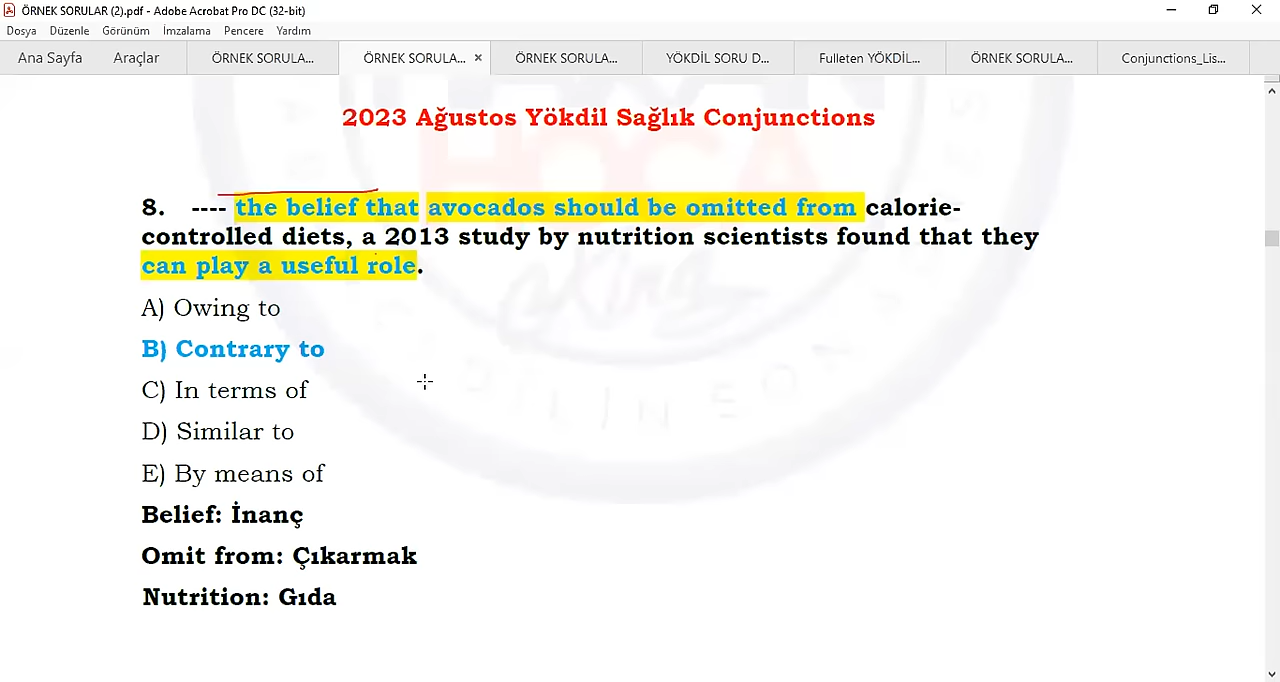 ÖRNEK SORULAR (2).pdf - Adobe Acrobat Pro DC (32-bit)
Dosya Düzenle Görünüm İmzalama Pencere Yardım
Ana Sayfa Araçlar ÖRNEK SORULA... ÖRNEK SORULA... × ÖRNEK SORULA... YÖKDİL SORU D... Fulleten YÖKDİL... ÖRNEK SORULA... Conjunctions_Lis...
2023 Ağustos Yökdil Sağlık Conjunctions
8. ---- the belief that avocados should be omitted from calorie-
controlled diets, a 2013 study by nutrition scientists found that they
can play a useful role.
A) Owing to
B) Contrary to
C) In terms of
D) Similar to
E) By means of
Belief: İnanç
Omit from: Çıkarmak
Nutrition: Gıda
HOCA